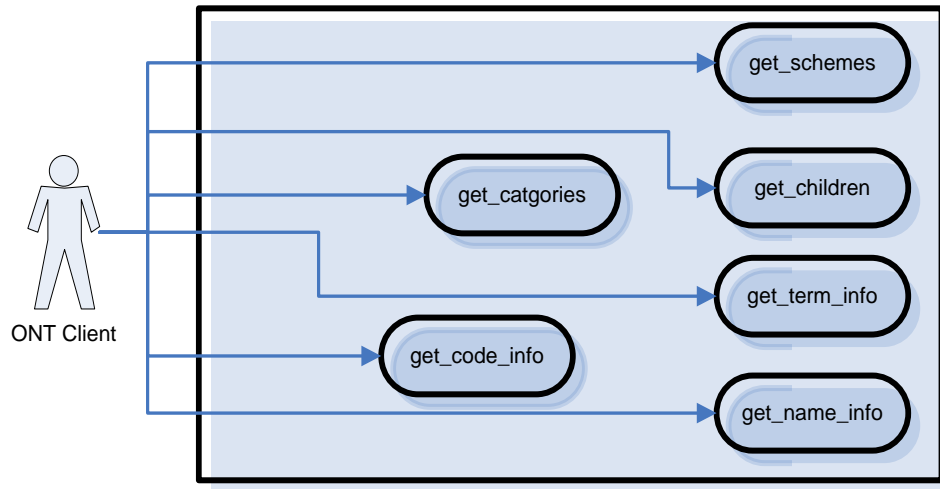 get_schemes
get_children
get_catgories
get_term_info
ONT Client
get_code_info
get_name_info